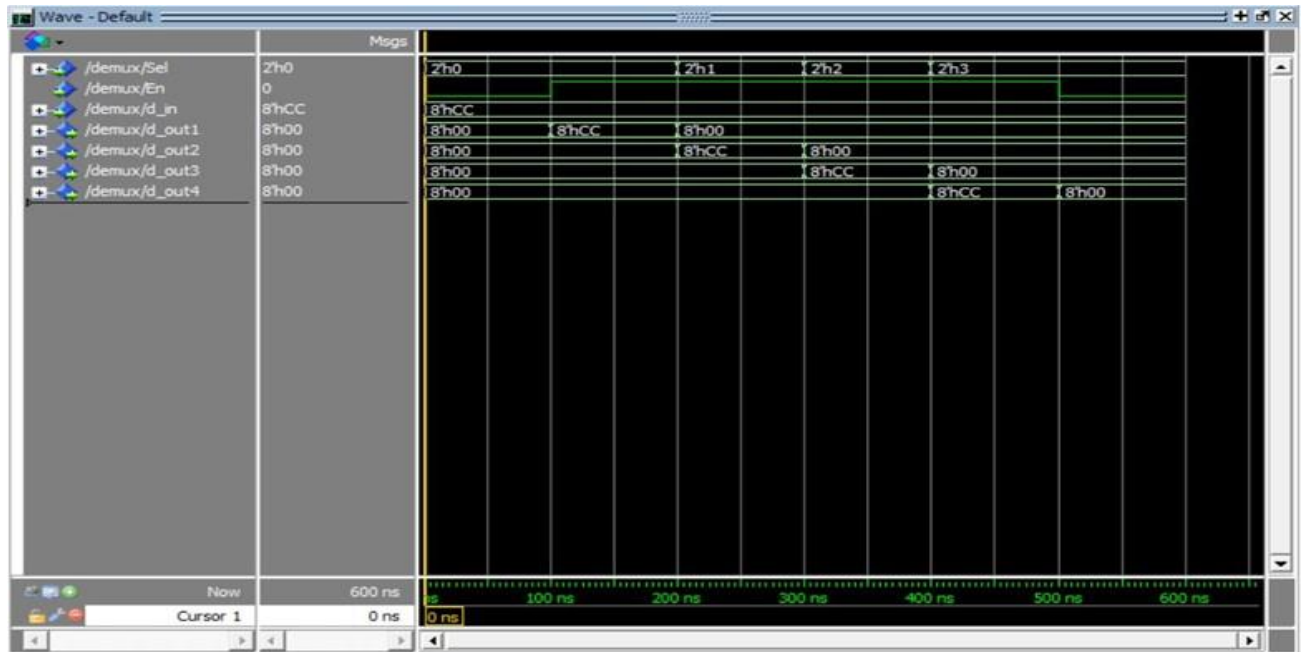 Wave - Default
Msgs
/demux/Sel 2'h0 2'h0 2'h1 2'h2 2'h3
/demux/En 0
/demux/d_in 8'hCC 8'hCC
/demux/d_out1 8'h00 8'h00 8'hCC 8'h00
/demux/d_out2 8'h00 8'h00 8'hCC 8'h00
/demux/d_out3 8'h00 8'h00 8'hCC 8'h00
/demux/d_out4 8'h00 8'h00 8'hCC 8'h00
Now 600 ns 100 ns 200 ns 300 ns 400 ns 500 ns 600 ns
Cursor 1 0 ns 0 ns